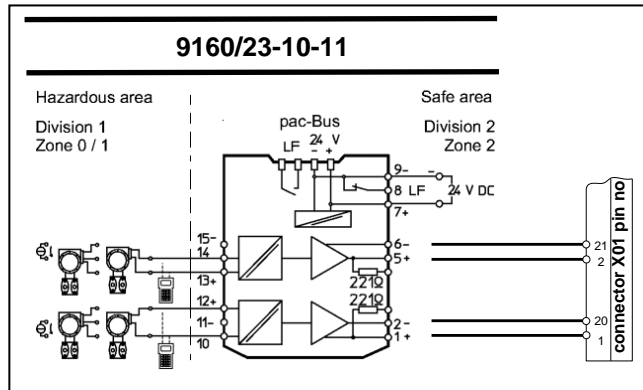 9160/23-10-11
Hazardous area
Safe area
Division 1
Zone 0 / 1
Division 2
Zone 2
pac-Bus
LF
24 V
- +
9-
-
8 LF
24 V DC
7+
+
15-
14
13+
6-
5+
221Ω
221Ω
12+
11-
10
2-
1+
21
2
20
1
connector X01 pin no